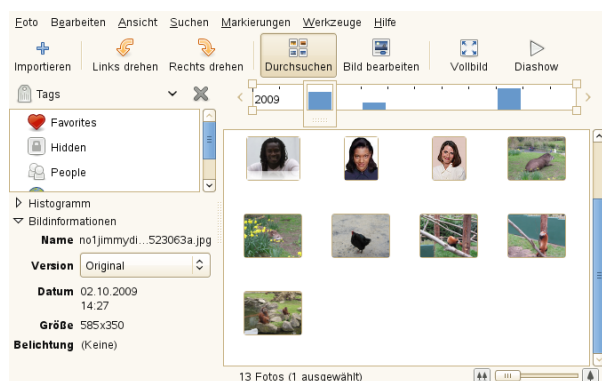 Foto Bearbeiten Ansicht Suchen Markierungen Werkzeuge Hilfe
Importieren Links drehen Rechts drehen Durchsuchen Bild bearbeiten Vollbild Diashow
Tags
2009
Favorites
Hidden
People
Histogramm
Bildinformationen
Name no1jimmydi...523063a.jpg
Version Original
Datum 02.10.2009
14:27
Größe 585x350
Belichtung (Keine)
13 Fotos (1 ausgewählt)